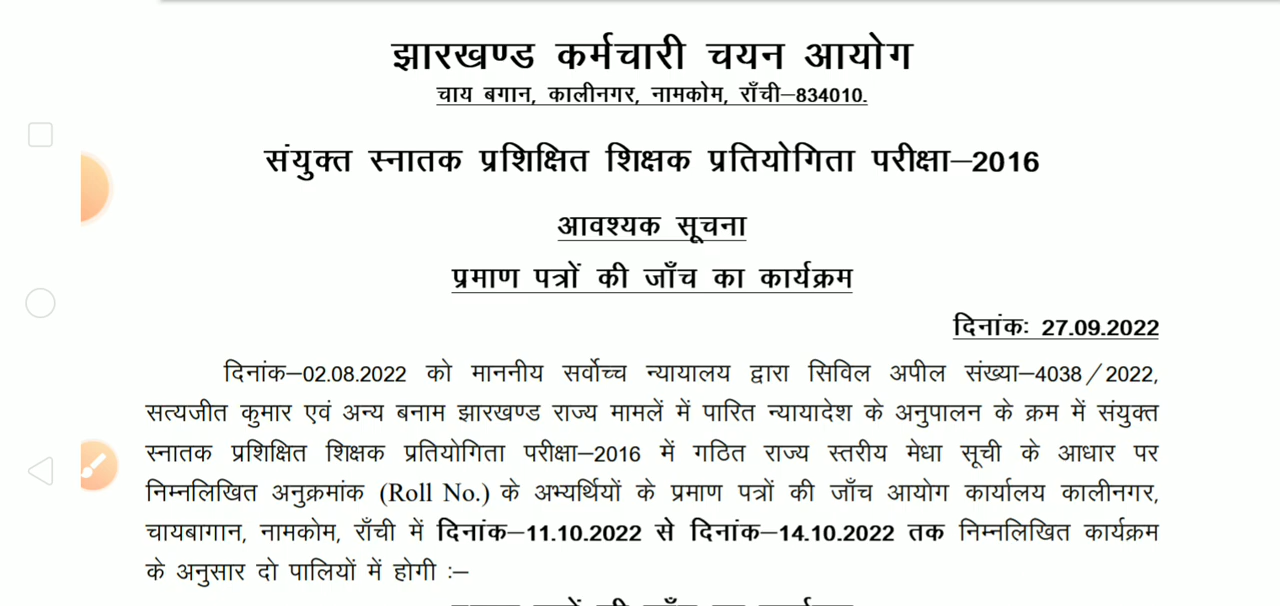 झारखण्ड कर्मचारी चयन आयोग
चाय बगान, कालीनगर, नामकोम, राँची–834010.
संयुक्त स्नातक प्रशिक्षित शिक्षक प्रतियोगिता परीक्षा–2016
आवश्यक सूचना
प्रमाण पत्रों की जाँच का कार्यक्रम
दिनांकः 27.09.2022
दिनांक–02.08.2022 को माननीय सर्वोच्च न्यायालय द्वारा सिविल अपील संख्या–4038/2022,
सत्यजीत कुमार एवं अन्य बनाम झारखण्ड राज्य मामलें में पारित न्यायादेश के अनुपालन के क्रम में संयुक्त
स्नातक प्रशिक्षित शिक्षक प्रतियोगिता परीक्षा–2016 में गठित राज्य स्तरीय मेधा सूची के आधार पर
निम्नलिखित अनुक्रमांक (Roll No.) के अभ्यर्थियों के प्रमाण पत्रों की जाँच आयोग कार्यालय कालीनगर,
चायबागान, नामकोम, राँची में दिनांक–11.10.2022 से दिनांक–14.10.2022 तक निम्नलिखित कार्यक्रम
के अनुसार दो पालियों में होगी :–